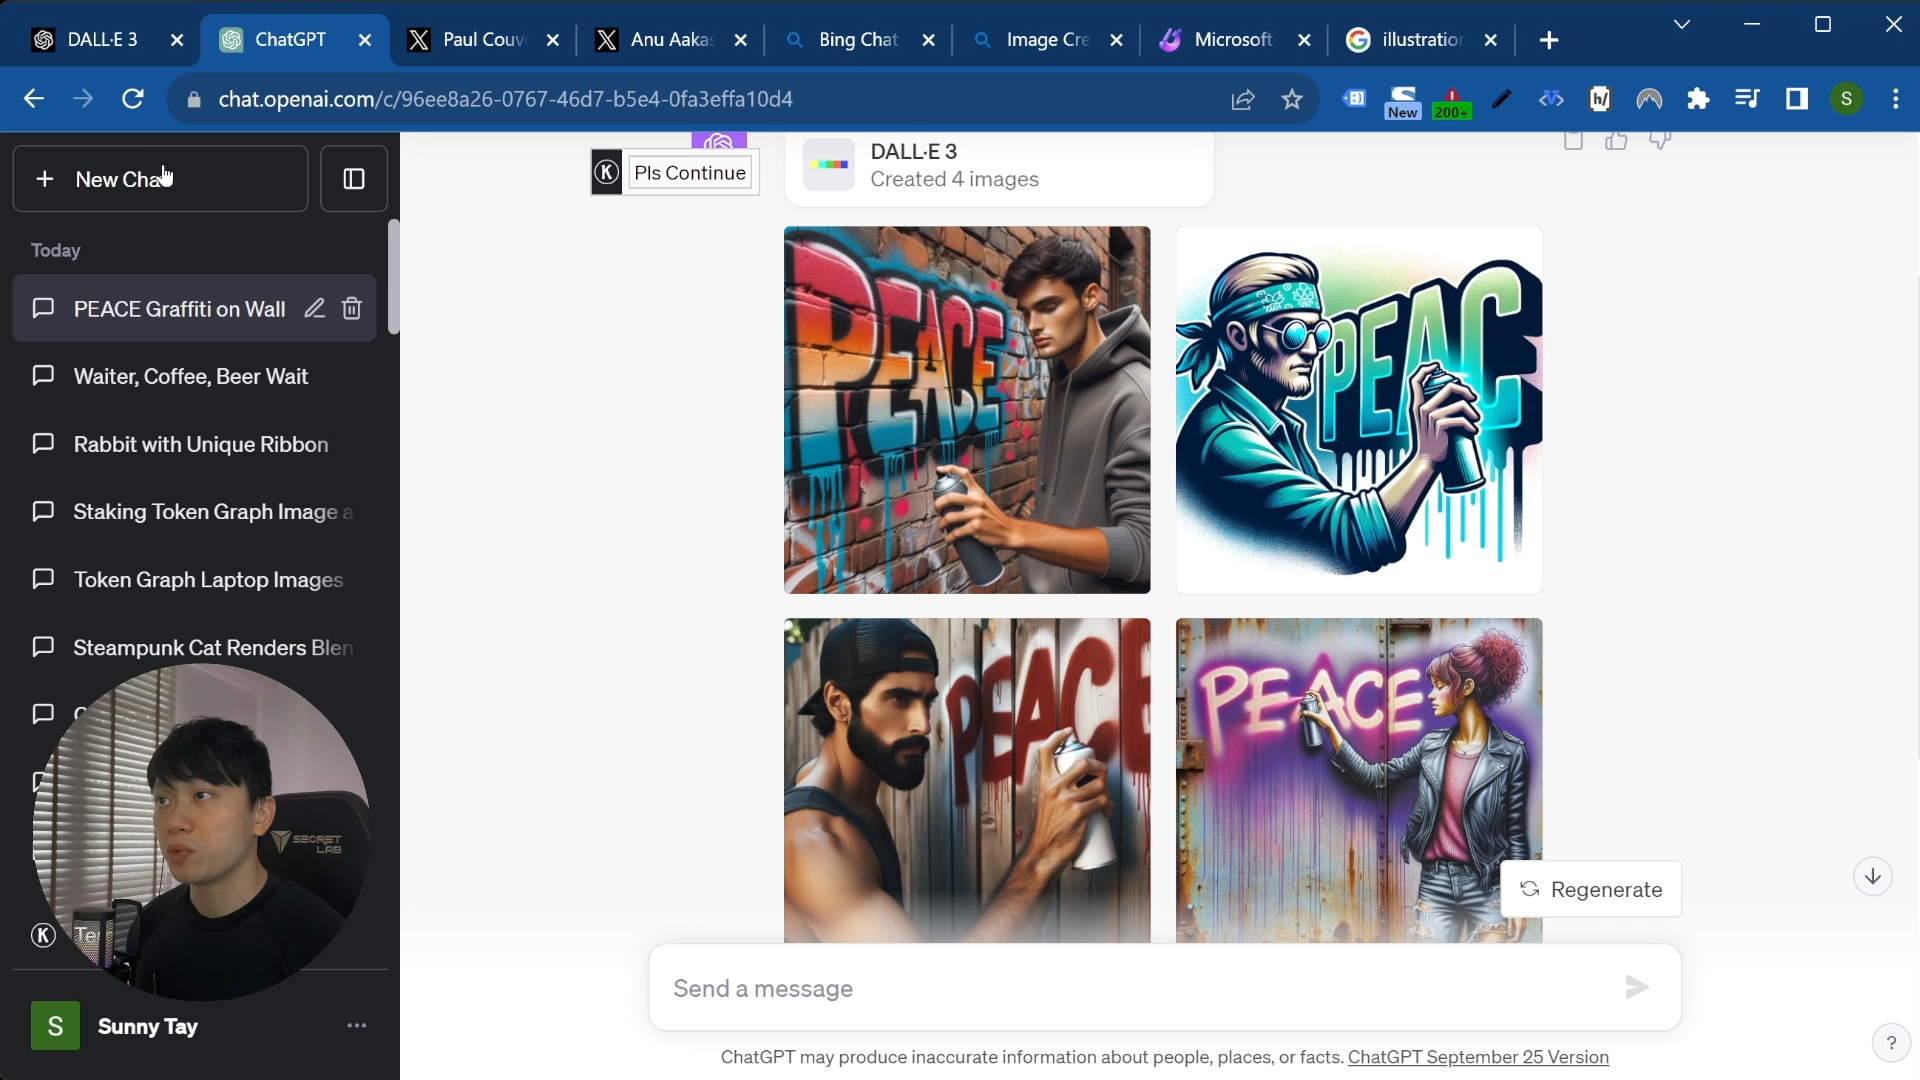 DALL·E 3
ChatGPT
Paul Couv
Anu Aakas
Bing Chat
Image Cre
Microsoft
illustration
chat.openai.com/c/96ee8a26-0767-46d7-b5e4-0fa3effa10d4
New
200+
h/
S
New Chat
Today
PEACE Graffiti on Wall
Waiter, Coffee, Beer Wait
Rabbit with Unique Ribbon
Staking Token Graph Image a
Token Graph Laptop Images
Steampunk Cat Renders Blen
SECRET
LAB
K
S
Sunny Tay
K
Pls Continue
DALL·E 3
Created 4 images
PEACE
PEAC
PEACE
PEACE
Regenerate
Send a message
ChatGPT may produce inaccurate information about people, places, or facts. ChatGPT September 25 Version
?